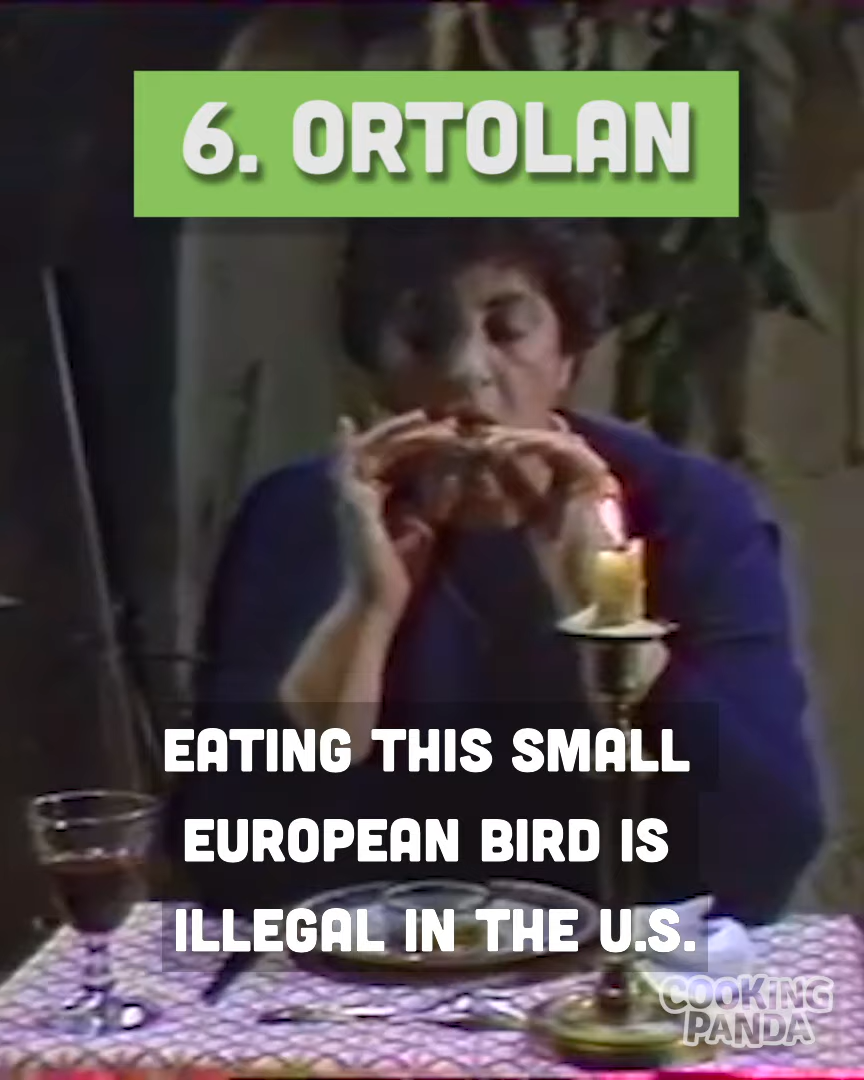 6. ORTOLAN
EATING THIS SMALL
EUROPEAN BIRD IS
ILLEGAL IN THE U.S.
COOKING
PANDA